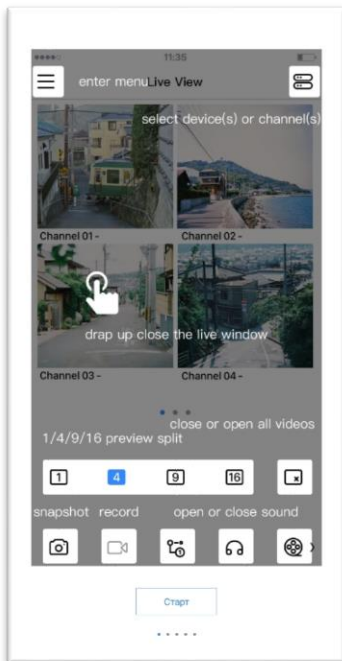 11:35
enter menu Live View
select device(s) or channel(s)
Channel 01 -
Channel 02 -
drap up close the live window
Channel 03 -
Channel 04 -
close or open all videos
1/4/9/16 preview split
1
4
9
16
snapshot record open or close sound
Старт